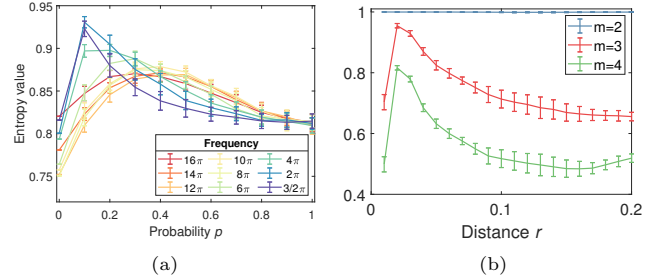 0.95
0.90
0.85
0.80
0.75
Entropy value
0 0.2 0.4 0.6 0.8 1
Probability p
Frequency
16π 10π 4π
14π 8π 2π
12π 6π 3/2π
(a)
1
0.8
0.6
0.4
0 0.1 0.2
Distance r
m=2
m=3
m=4
(b)